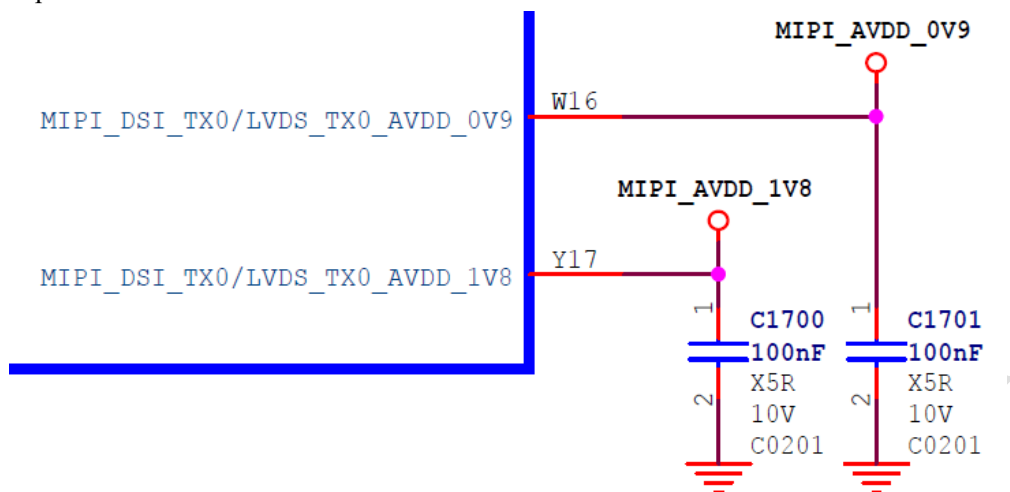 MIPI_AVDD_0V9
W16
MIPI_DSI_TX0/LVDS_TX0_AVDD_0V9
MIPI_AVDD_1V8
Y17
MIPI_DSI_TX0/LVDS_TX0_AVDD_1V8
1
C1700
100nF
X5R
10V
C0201
2
1
C1701
100nF
X5R
10V
C0201
2